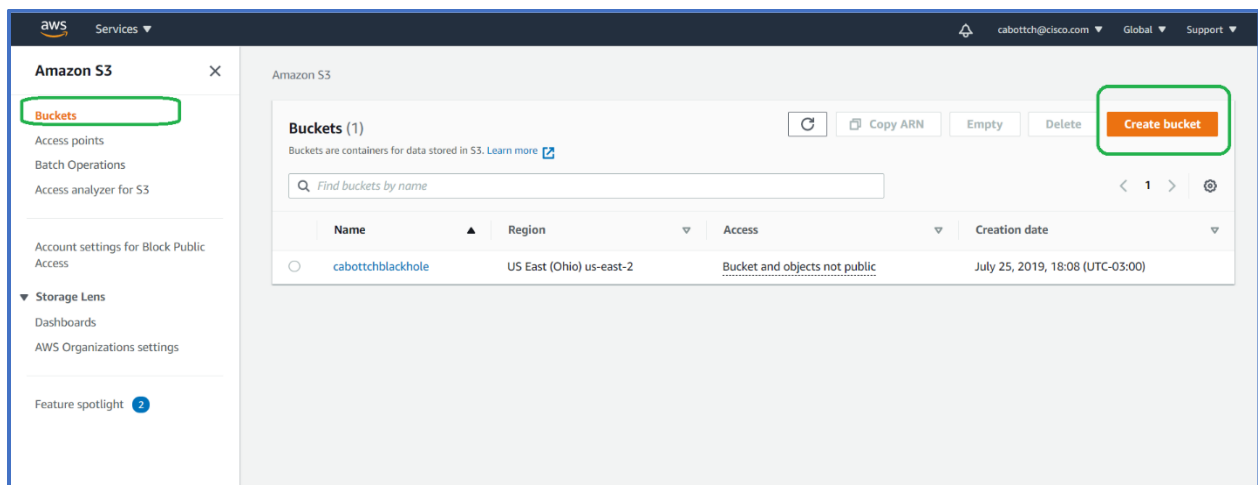 aws Services ▼ cabottch@cisco.com ▼ Global ▼ Support ▼
Amazon S3
Buckets
Access points
Batch Operations
Access analyzer for S3
Account settings for Block Public
Access
▼ Storage Lens
Dashboards
AWS Organizations settings
Feature spotlight 2
Amazon S3
Buckets (1)
Buckets are containers for data stored in S3. Learn more
Copy ARN Empty Delete Create bucket
Find buckets by name
< 1 >
Name ▲ Region Access Creation date
cabottchblackhole US East (Ohio) us-east-2 Bucket and objects not public July 25, 2019, 18:08 (UTC-03:00)